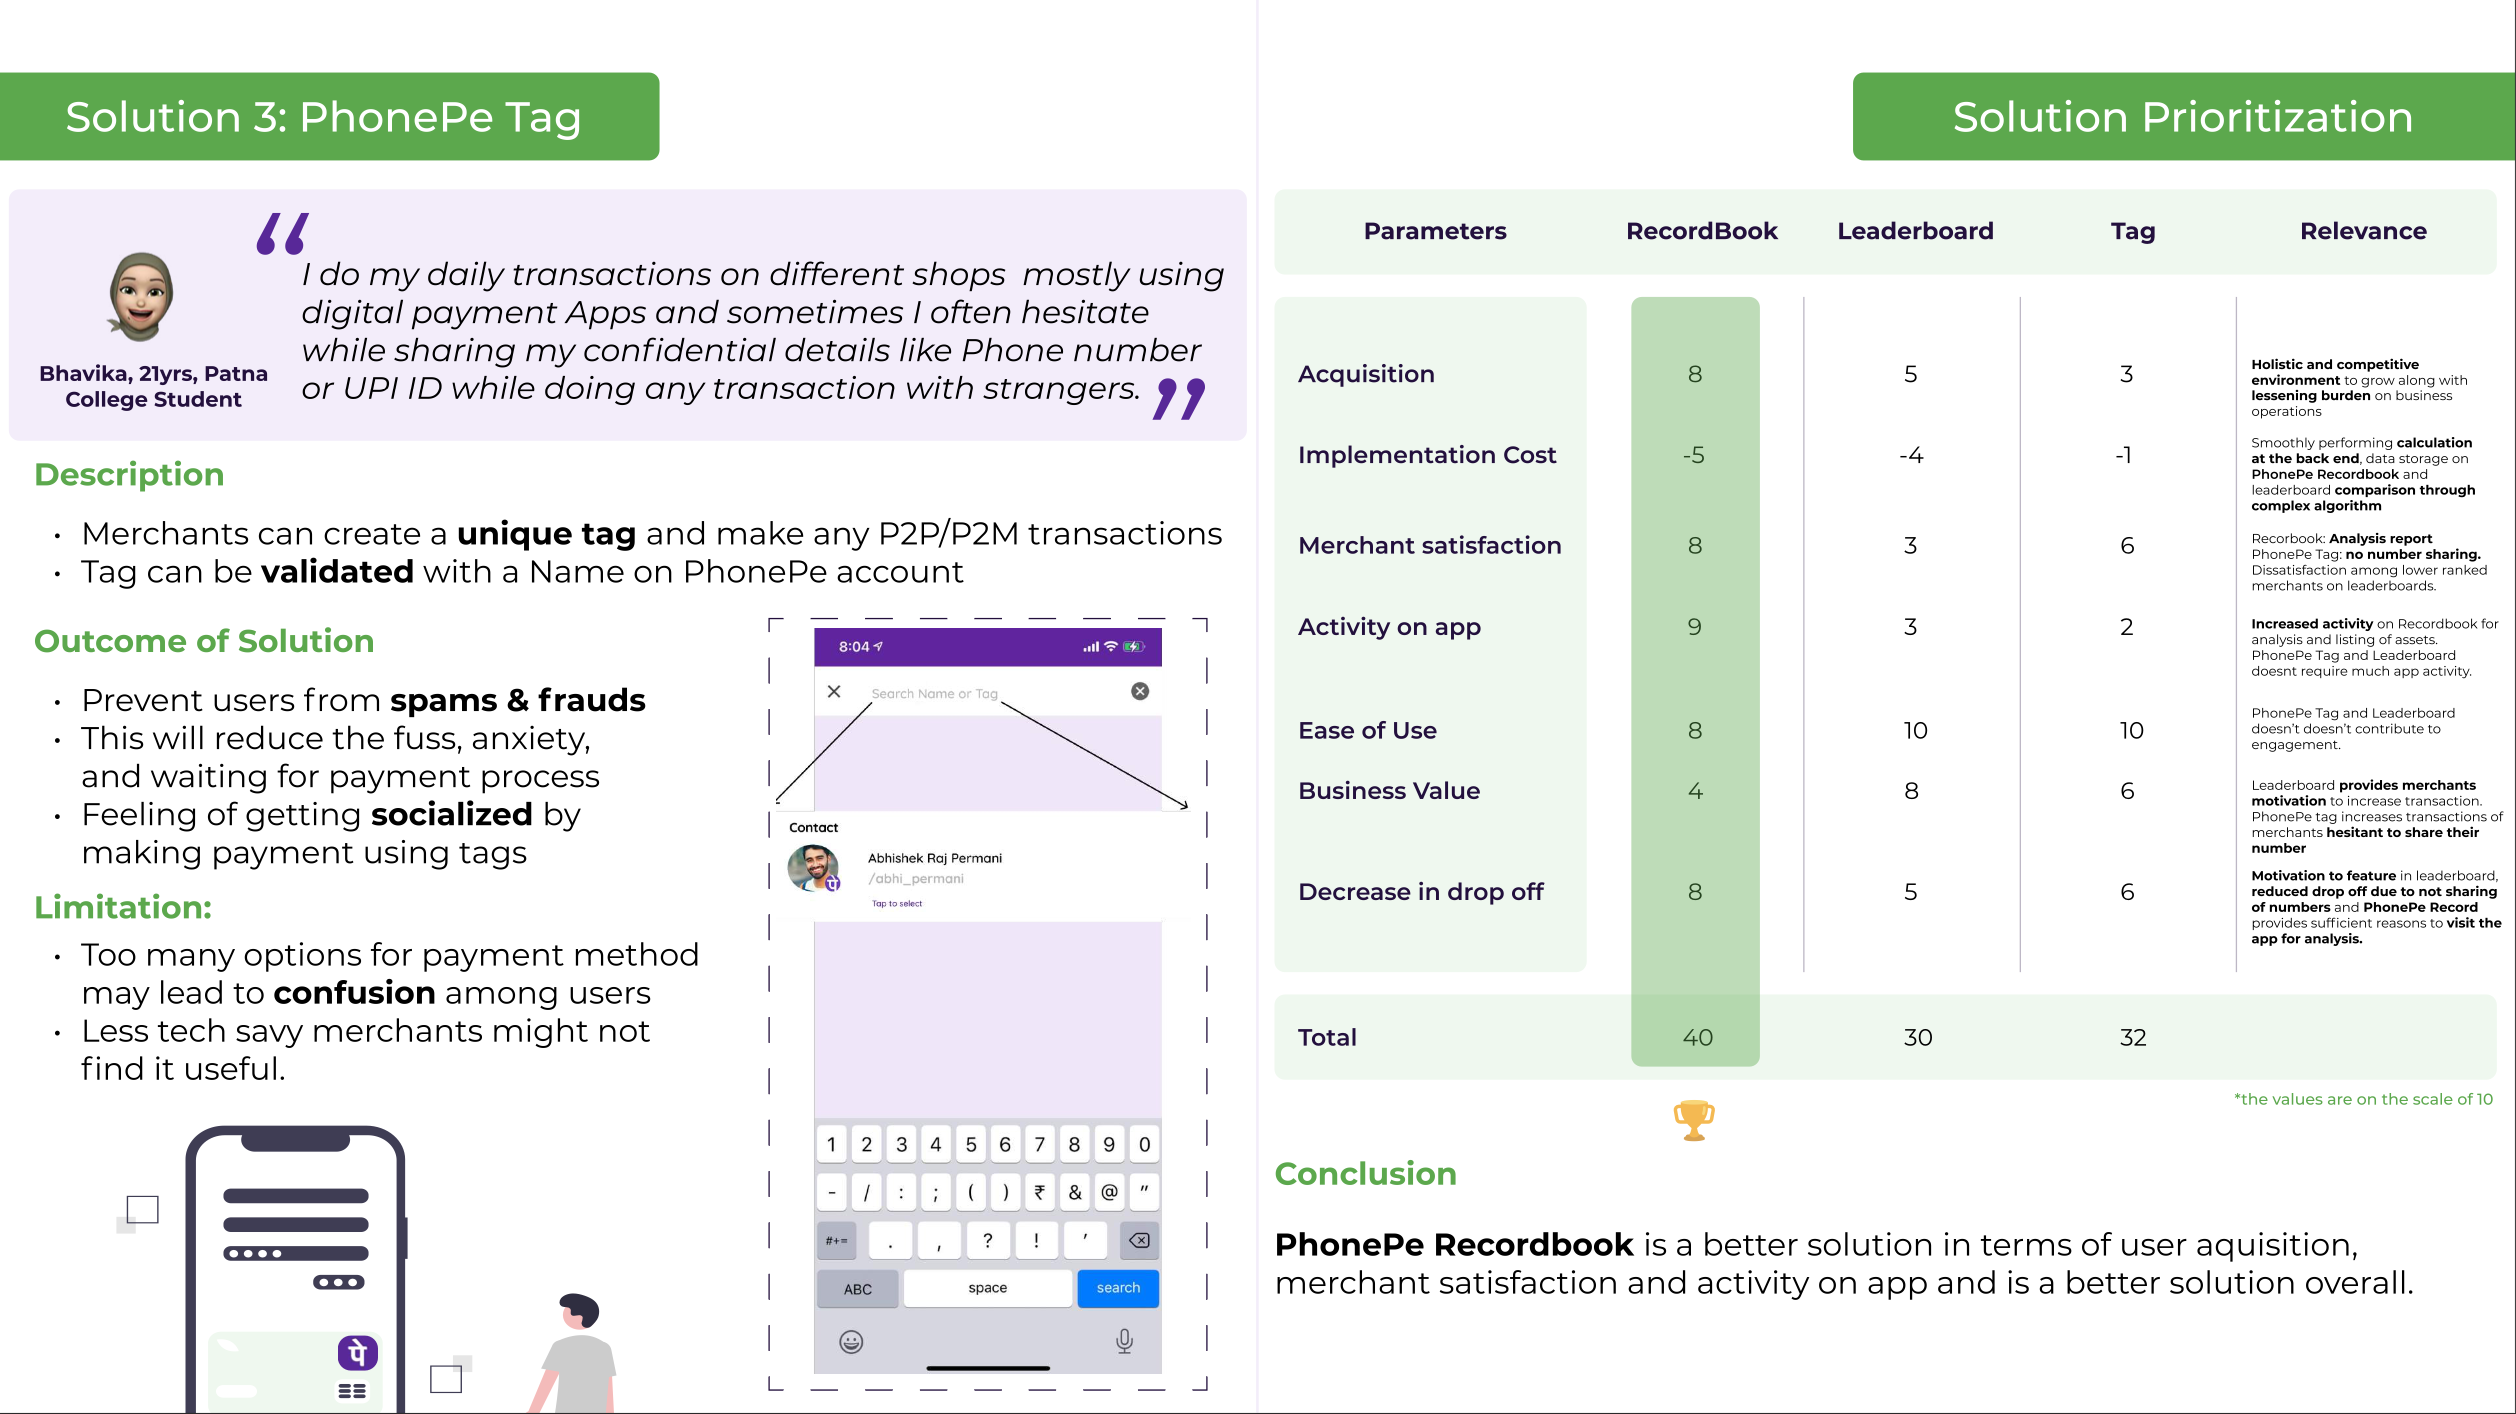 Solution 3: PhonePe Tag
“
I do my daily transactions on different shops  mostly using
digital payment Apps and sometimes I often hesitate
while sharing my confidential details like Phone number
or UPI ID while doing any transaction with strangers. ”
Bhavika, 21yrs, Patna
College Student
Description
• Merchants can create a unique tag and make any P2P/P2M transactions
• Tag can be validated with a Name on PhonePe account
Outcome of Solution
• Prevent users from spams & frauds
• This will reduce the fuss, anxiety,
and waiting for payment process
• Feeling of getting socialized by
making payment using tags
Limitation:
• Too many options for payment method
may lead to confusion among users
• Less tech savy merchants might not
find it useful.
पे
8:04
Search Name or Tag
Contact
Abhishek Raj Permani
/abhi_permani
Tap to select
पे
1 2 3 4 5 6 7 8 9 0
- / : ; ( ) ₹ & @ "
#+= . , ? ! '
ABC space search
Solution Prioritization
Parameters RecordBook Leaderboard Tag Relevance
Acquisition 8 5 3
Holistic and competitive
environment to grow along with
lessening burden on business
operations
Implementation Cost -5 -4 -1
Smoothly performing calculation
at the back end, data storage on
PhonePe Recordbook and
leaderboard comparison through
complex algorithm
Merchant satisfaction 8 3 6
Recorbook: Analysis report
PhonePe Tag: no number sharing.
Dissatisfaction among lower ranked
merchants on leaderboards.
Activity on app 9 3 2
Increased activity on Recordbook for
analysis and listing of assets.
PhonePe Tag and Leaderboard
doesnt require much app activity.
Ease of Use 8 10 10
PhonePe Tag and Leaderboard
doesn't doesn't contribute to
engagement.
Business Value 4 8 6
Leaderboard provides merchants
motivation to increase transaction.
PhonePe tag increases transactions of
merchants hesitant to share their
number
Decrease in drop off 8 5 6
Motivation to feature in leaderboard,
reduced drop off due to not sharing
of numbers and PhonePe Record
provides sufficient reasons to visit the
app for analysis.
Total 40 30 32
*the values are on the scale of 10
Conclusion
PhonePe Recordbook is a better solution in terms of user aquisition,
merchant satisfaction and activity on app and is a better solution overall.